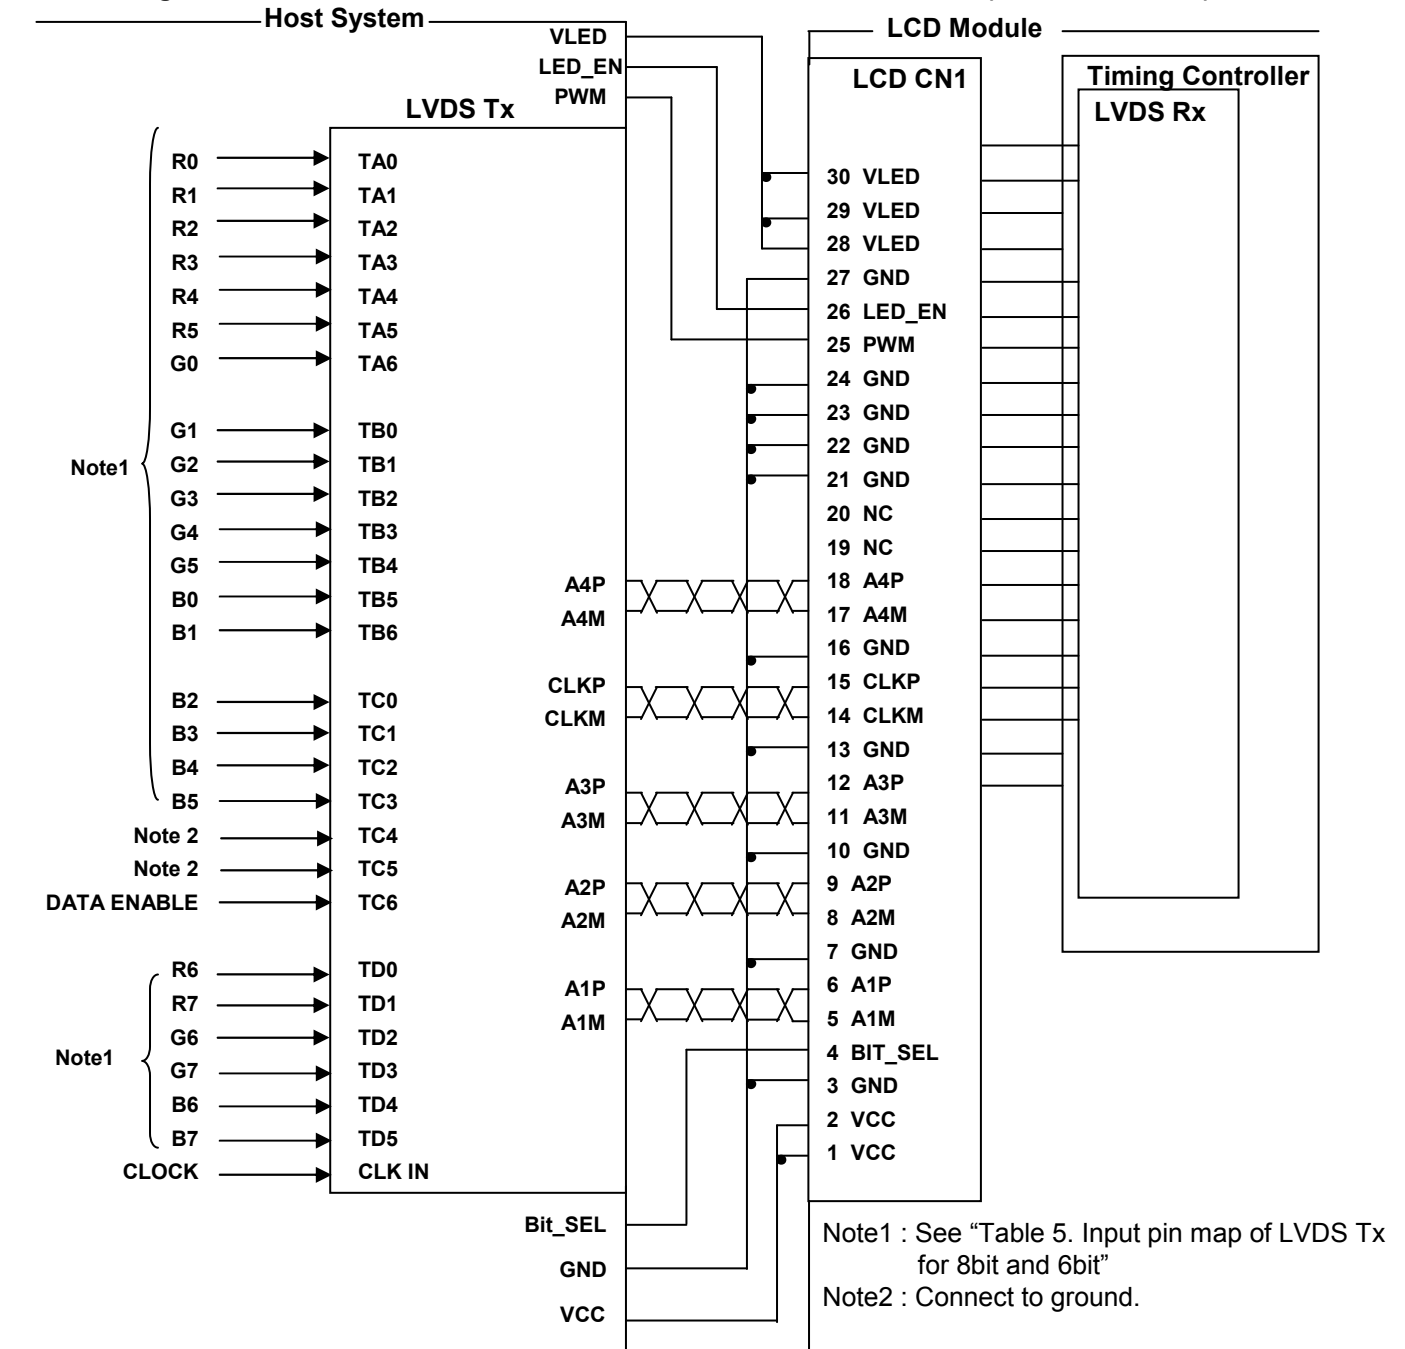 Host System
LCD Module
VLED
LED_EN
PWM
LVDS Tx
LCD CN1
Timing Controller
LVDS Rx
R0 TA0
R1 TA1
R2 TA2
R3 TA3
R4 TA4
R5 TA5
G0 TA6
G1 TB0
G2 TB1
G3 TB2
G4 TB3
G5 TB4
B0 TB5
B1 TB6
B2 TC0
B3 TC1
B4 TC2
B5 TC3
Note1
Note 2 TC4
Note 2 TC5
DATA ENABLE TC6
R6 TD0
R7 TD1
G6 TD2
G7 TD3
B6 TD4
B7 TD5
Note1
CLOCK CLK IN
A4P
A4M
CLKP
CLKM
A3P
A3M
A2P
A2M
A1P
A1M
Bit_SEL
GND
VCC
30 VLED
29 VLED
28 VLED
27 GND
26 LED_EN
25 PWM
24 GND
23 GND
22 GND
21 GND
20 NC
19 NC
18 A4P
17 A4M
16 GND
15 CLKP
14 CLKM
13 GND
12 A3P
11 A3M
10 GND
9 A2P
8 A2M
7 GND
6 A1P
5 A1M
4 BIT_SEL
3 GND
2 VCC
1 VCC
Note1 : See “Table 5. Input pin map of LVDS Tx
for 8bit and 6bit”
Note2 : Connect to ground.